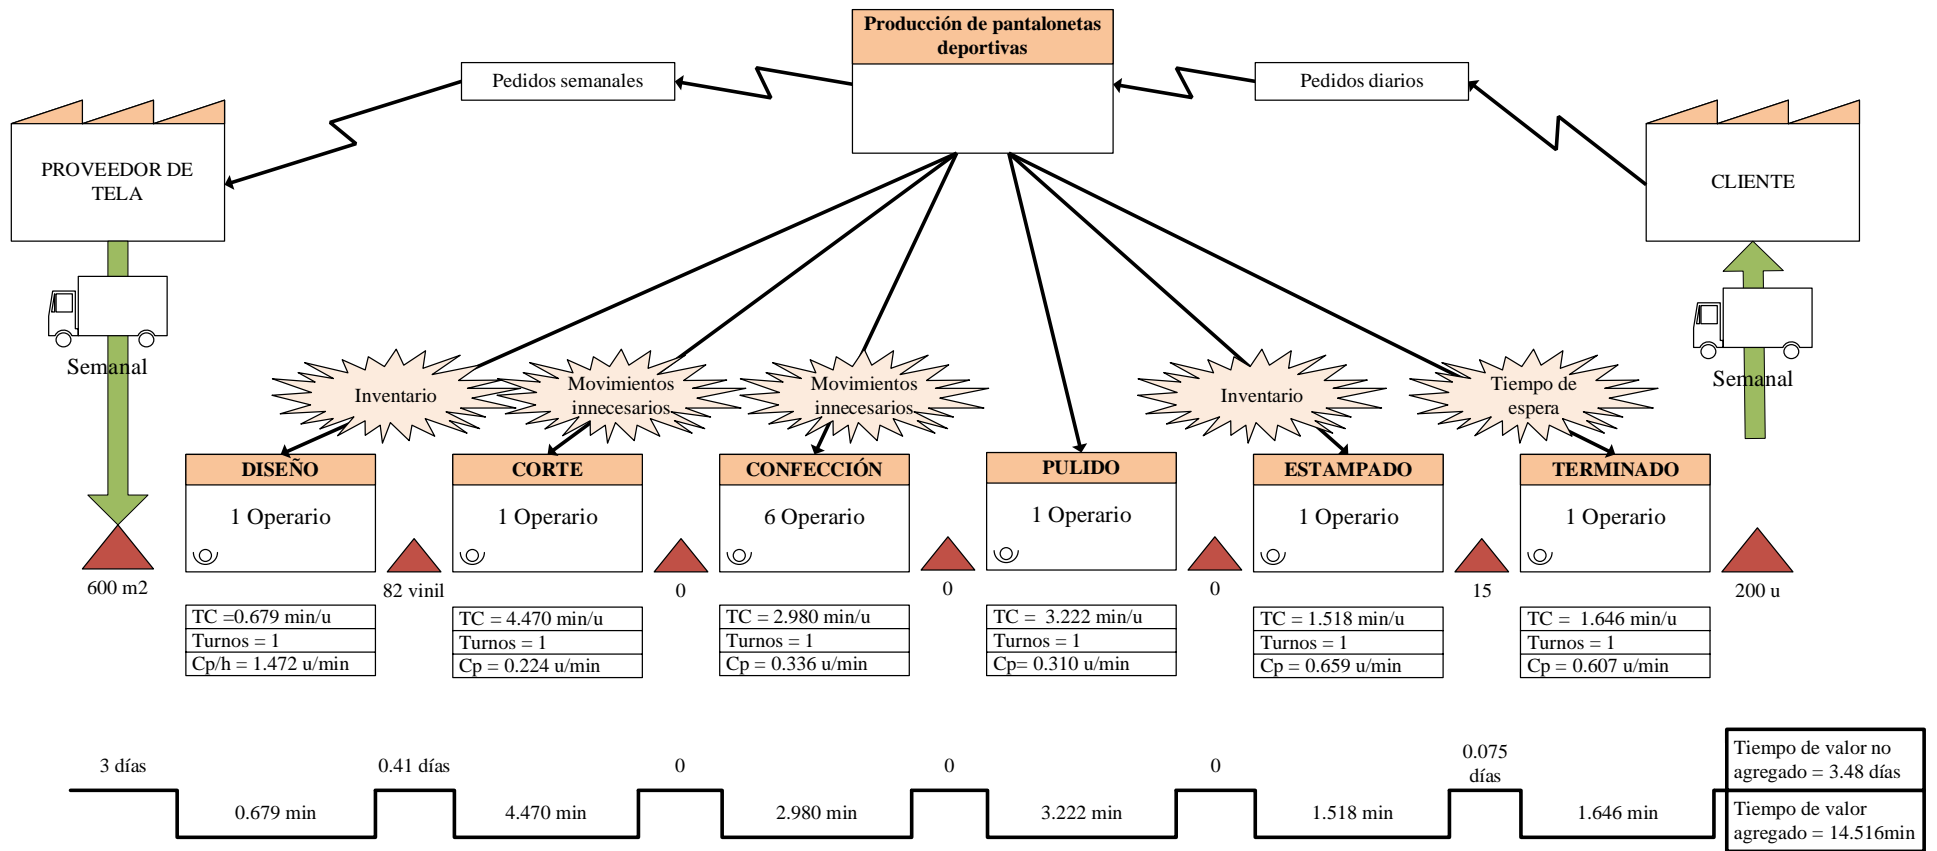 Producción de pantalonetas
deportivas
Pedidos semanales
Pedidos diarios
PROVEEDOR DE
TELA
CLIENTE
Semanal
Semanal
Inventario
Movimientos
innecesarios
Movimientos
innecesarios
Inventario
Tiempo de
espera
DISEÑO
1 Operario
CORTE
1 Operario
CONFECCIÓN
6 Operario
PULIDO
1 Operario
ESTAMPADO
1 Operario
TERMINADO
1 Operario
600 m2
82 vinil
0
0
0
15
200 u
TC =0.679 min/u
Turnos = 1
Cp/h = 1.472 u/min
TC = 4.470 min/u
Turnos = 1
Cp = 0.224 u/min
TC = 2.980 min/u
Turnos = 1
Cp = 0.336 u/min
TC = 3.222 min/u
Turnos = 1
Cp= 0.310 u/min
TC = 1.518 min/u
Turnos = 1
Cp = 0.659 u/min
TC = 1.646 min/u
Turnos = 1
Cp = 0.607 u/min
3 días
0.41 días
0
0
0
0.075
días
0.679 min
4.470 min
2.980 min
3.222 min
1.518 min
1.646 min
Tiempo de valor no
agregado = 3.48 días
Tiempo de valor
agregado = 14.516min